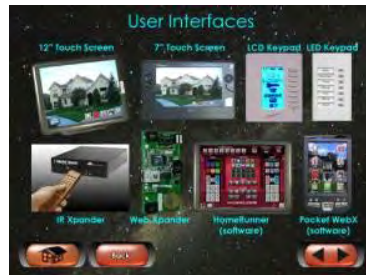 User Interfaces
12" Touch Screen
7" Touch Screen
LCD Keypad
LED Keypad
IR Xpander
Web Xpander
HomeRunner
(software)
Pocket WebX
(software)
Back